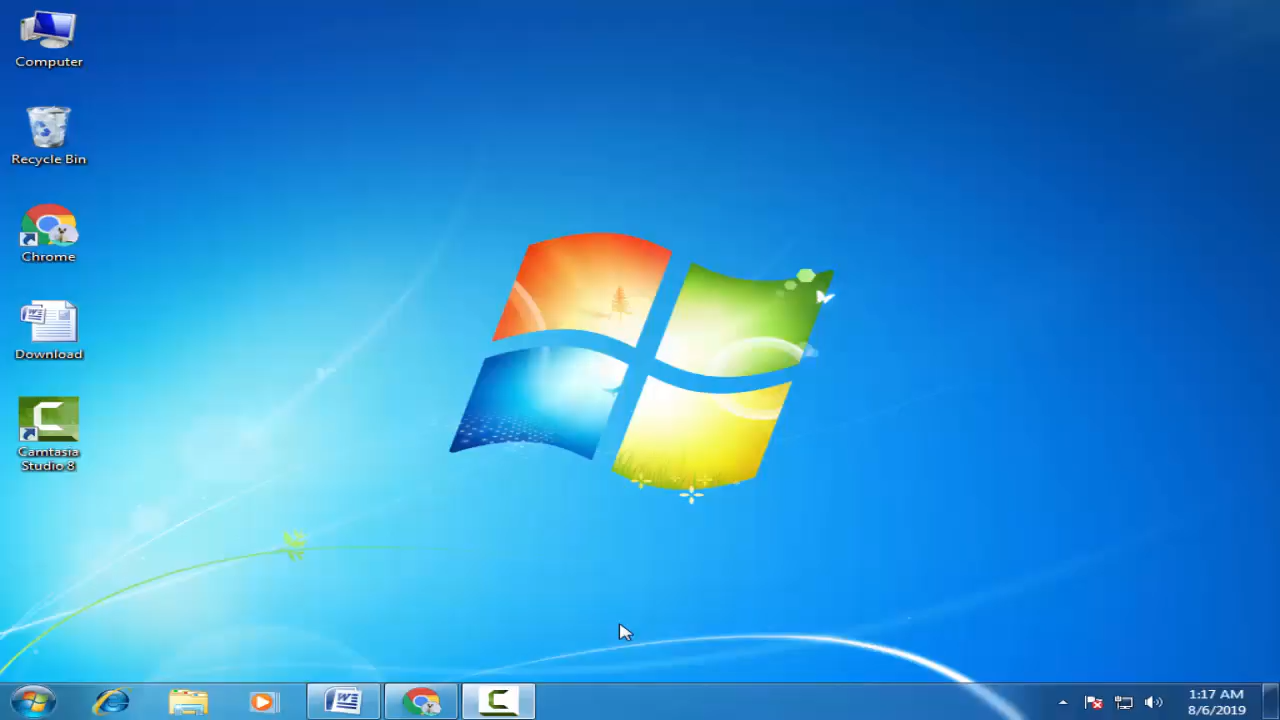 Computer
Recycle Bin
Chrome
Download
Camtasia
Studio 8
1:17 AM
8/6/2019